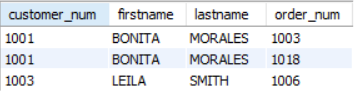 customer_num firstname lastname order_num
1001 BONITA MORALES 1003
1001 BONITA MORALES 1018
1003 LEILA SMITH 1006